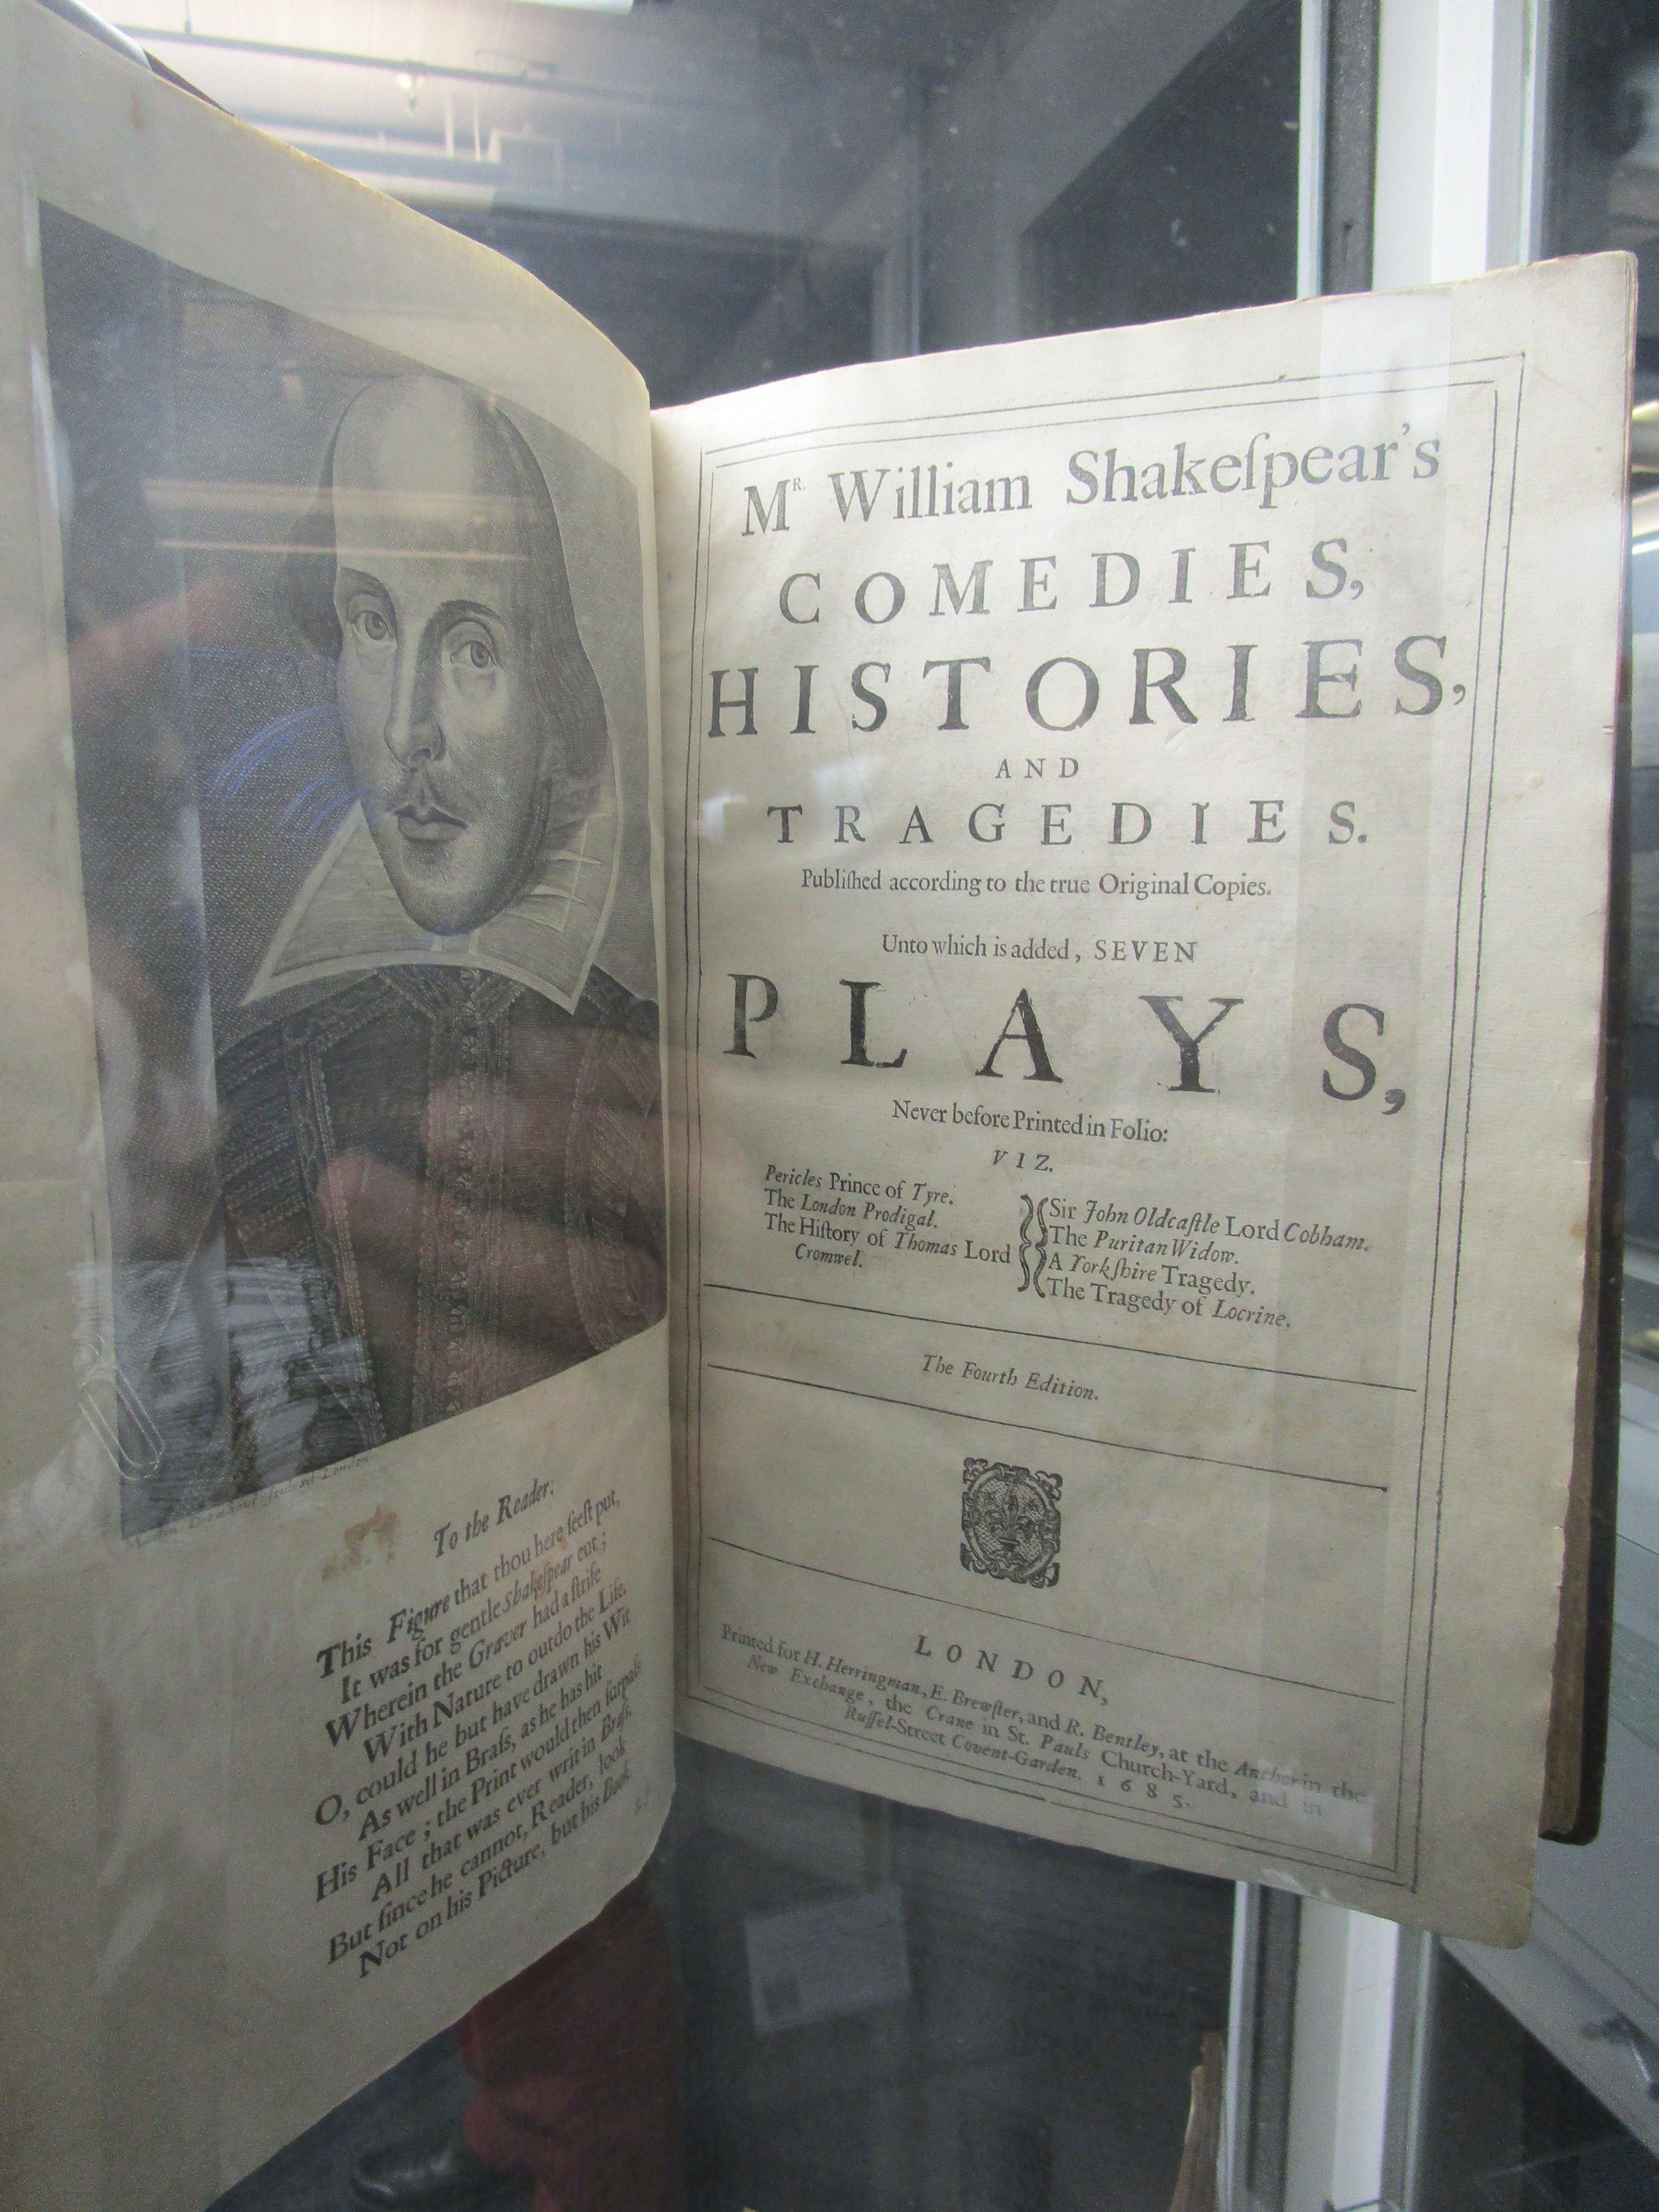 To the Reader.
This Figure that thou here ſeeſt put,
It was for gentle Shakeſpear cut;
Wherein the Graver had a ſtrife
With Nature to outdo the Life.
O, could he but have drawn his Wit
As well in Braſs, as he has hit
His Face; the Print would then ſurpaſs
All that was ever writ in Braſs.
But ſince he cannot, Reader, look
Not on his Picture, but his Book.
MR. William Shakeſpear's
COMEDIES,
HISTORIES,
AND
TRAGEDIES.
Publiſhed according to the true Original Copies.
Unto which is added, SEVEN
PLAYS,
Never before Printed in Folio:
VIZ.
Pericles Prince of Tyre.
The London Prodigal.
The Hiſtory of Thomas Lord
Cromwel.
Sir John Oldcaſtle Lord Cobham.
The Puritan Widow.
A Yorkſhire Tragedy.
The Tragedy of Locrine.
The Fourth Edition.
LONDON,
Printed for H. Herringman, E. Brewſter, and R. Bentley, at the Anchor in the
New Exchange, the Crane in St. Pauls Church-Yard, and in
Ruſſel-Street Covent-Garden. 1685.